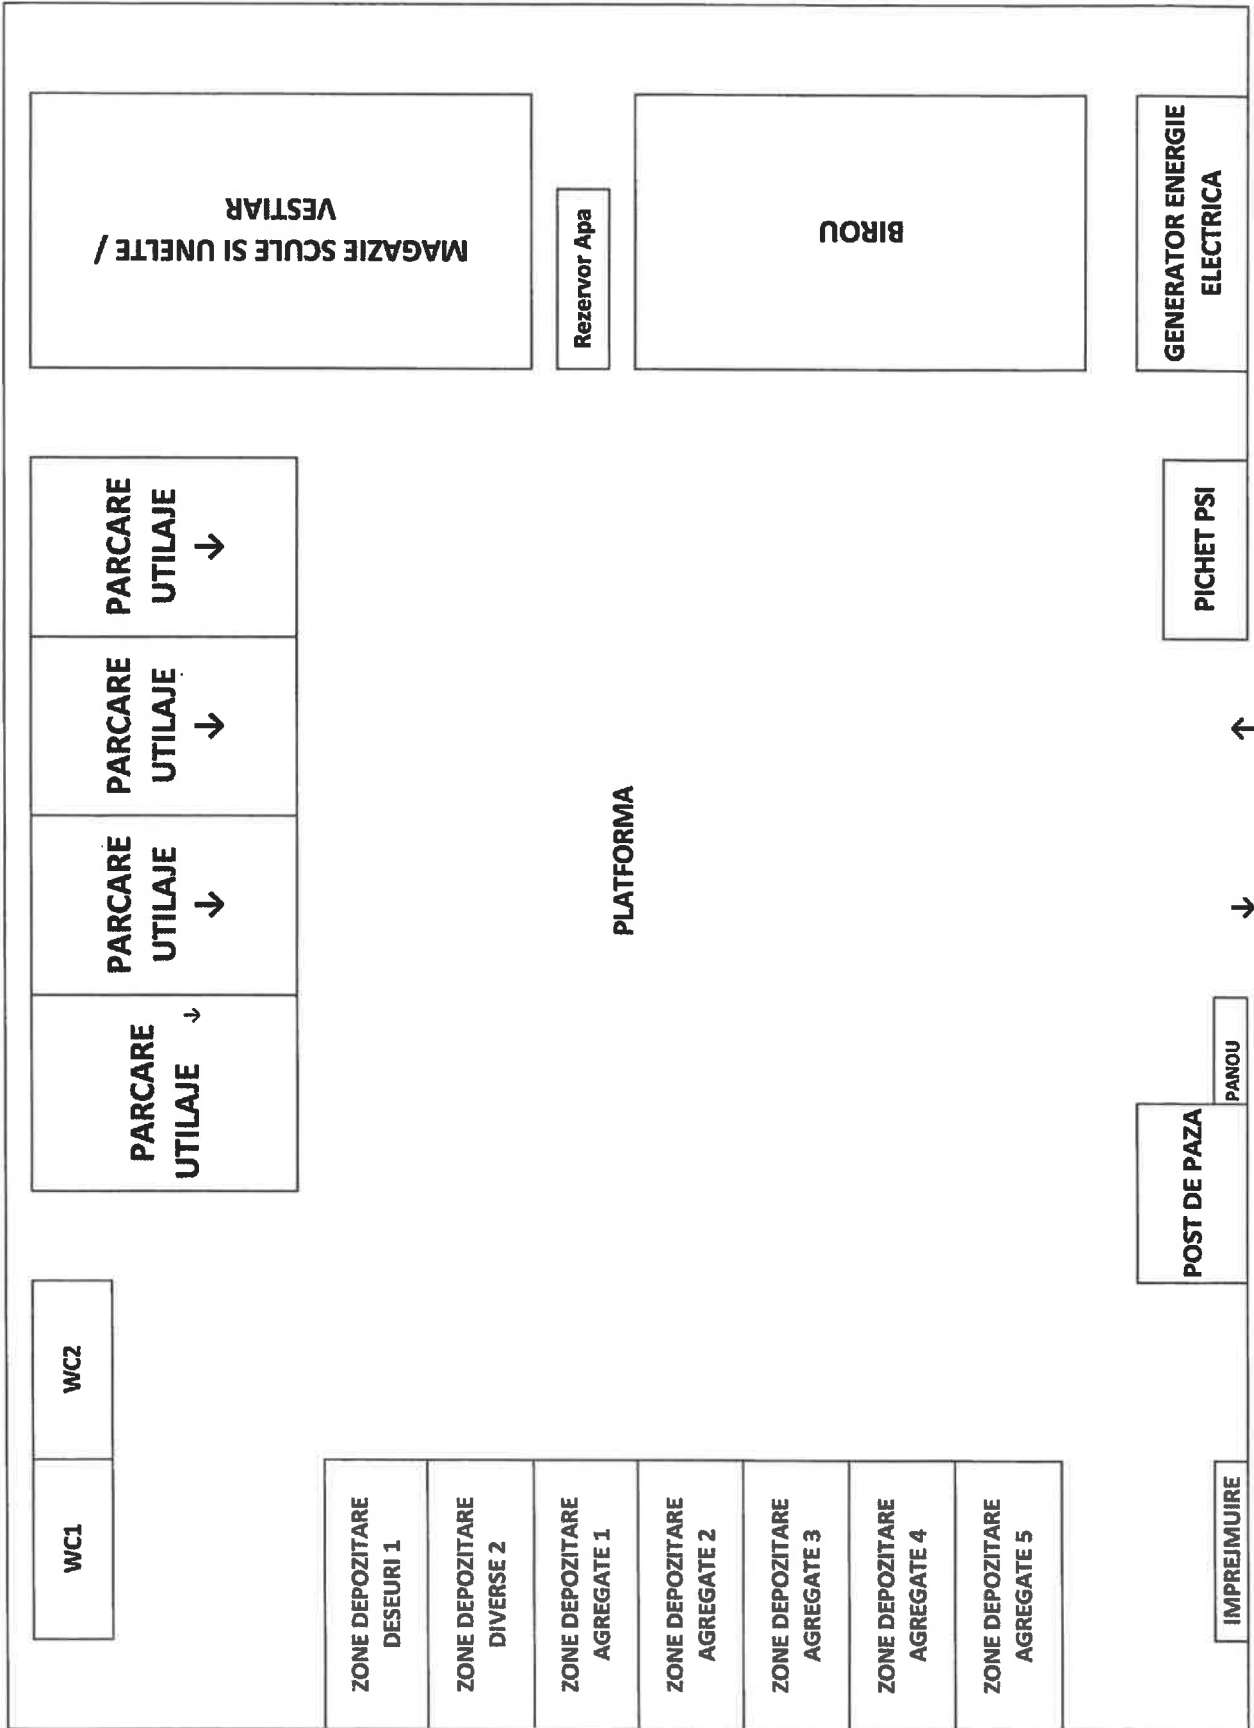 WC1
WC2
PARCARE
UTILAJE ↓
PARCARE
UTILAJE
↓
PARCARE
UTILAJE
↓
PARCARE
UTILAJE
↓
MAGAZIE SCULE SI UNELTE /
VESTIAR
ZONE DEPOZITARE
DESEURI 1
ZONE DEPOZITARE
DIVERSE 2
ZONE DEPOZITARE
AGREGATE 1
ZONE DEPOZITARE
AGREGATE 2
ZONE DEPOZITARE
AGREGATE 3
ZONE DEPOZITARE
AGREGATE 4
ZONE DEPOZITARE
AGREGATE 5
PLATFORMA
Rezervor Apa
BIROU
IMPREJMUIRE
POST DE PAZA
PANOU
↓
↑
PICHET PSI
GENERATOR ENERGIE
ELECTRICA